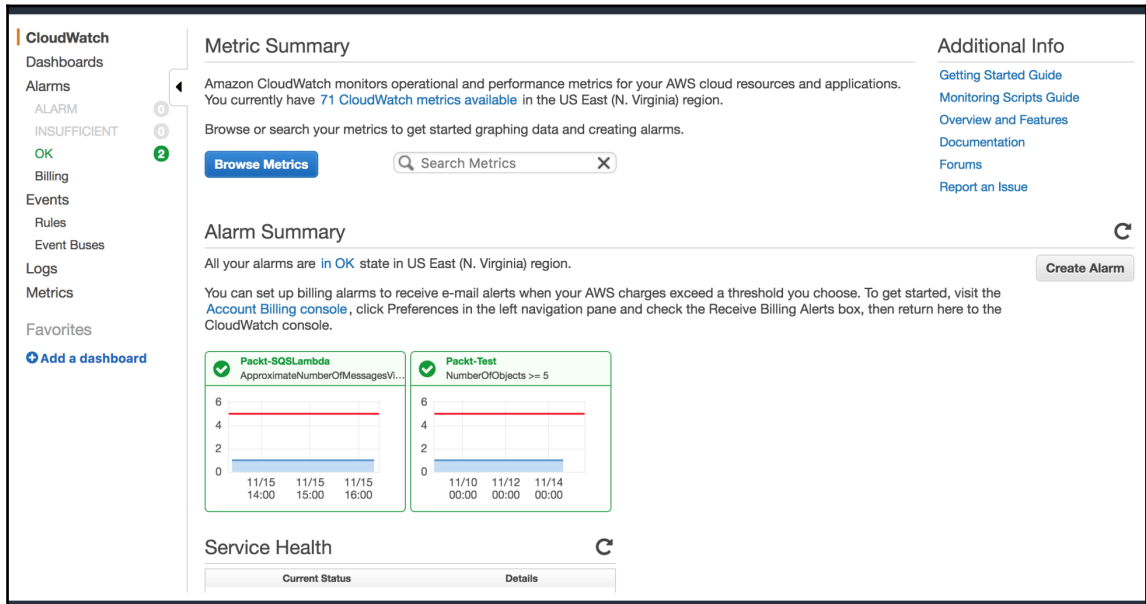 CloudWatch
Dashboards
Alarms
ALARM 0
INSUFFICIENT 0
OK 2
Billing
Events
Rules
Event Buses
Logs
Metrics
Favorites
Add a dashboard
Metric Summary
Amazon CloudWatch monitors operational and performance metrics for your AWS cloud resources and applications.
You currently have 71 CloudWatch metrics available in the US East (N. Virginia) region.
Browse or search your metrics to get started graphing data and creating alarms.
Browse Metrics
Search Metrics
Additional Info
Getting Started Guide
Monitoring Scripts Guide
Overview and Features
Documentation
Forums
Report an Issue
Alarm Summary
All your alarms are in OK state in US East (N. Virginia) region.
Create Alarm
You can set up billing alarms to receive e-mail alerts when your AWS charges exceed a threshold you choose. To get started, visit the
Account Billing console, click Preferences in the left navigation pane and check the Receive Billing Alerts box, then return here to the
CloudWatch console.
Packt-SQSLambda
ApproximateNumberOfMessagesVi...
6
4
2
0
11/15 11/15 11/15
14:00 15:00 16:00
Packt-Test
NumberOfObjects >= 5
6
4
2
0
11/10 11/12 11/14
00:00 00:00 00:00
Service Health
Current Status Details